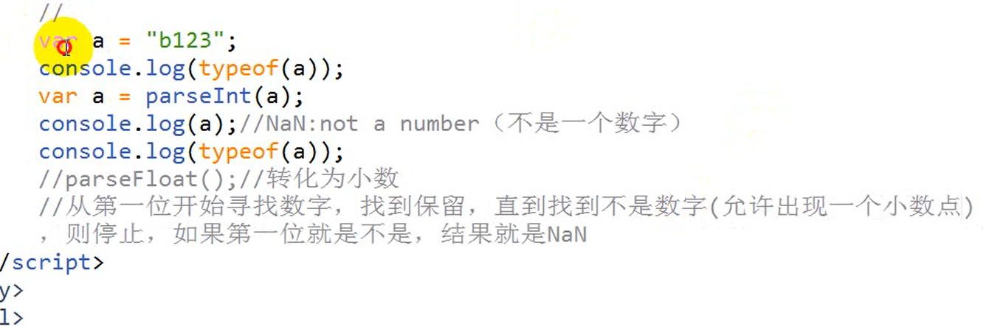 //
var a = "b123";
console.log(typeof(a));
var a = parseInt(a);
console.log(a);//NaN:not a number（不是一个数字）
console.log(typeof(a));
//parseFloat();//转化为小数
//从第一位开始寻找数字，找到保留，直到找到不是数字(允许出现一个小数点)
，则停止，如果第一位就是不是，结果就是NaN
/script>
y>
l>